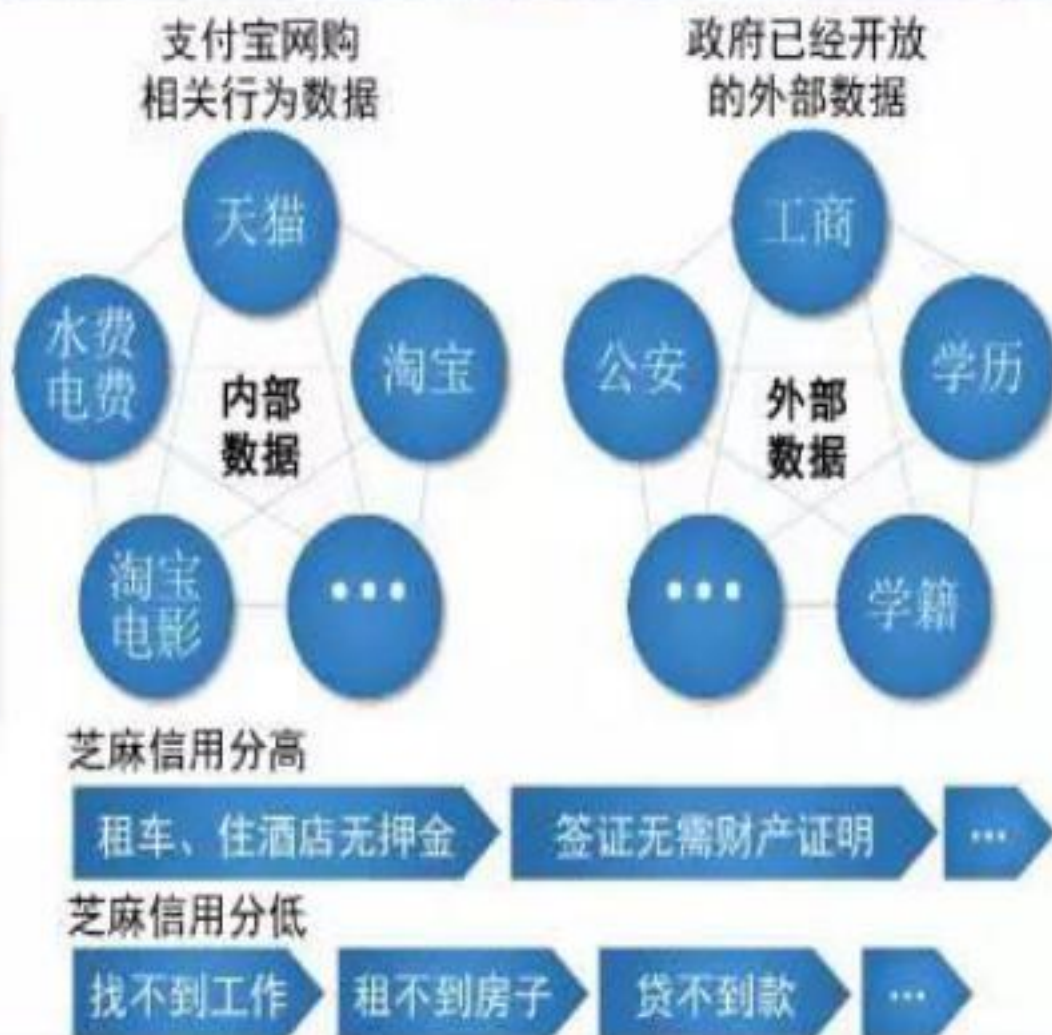 支付宝网购
相关行为数据
天猫
水费
电费
淘宝
内部
数据
淘宝
电影
•••
政府已经开放
的外部数据
工商
公安
学历
外部
数据
•••
学籍
芝麻信用分高
租车、住酒店无押金
签证无需财产证明
•••
芝麻信用分低
找不到工作
租不到房子
贷不到款
•••